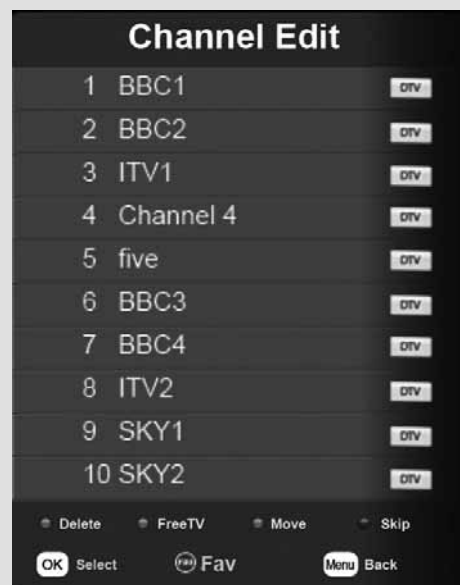 Channel Edit
1 BBC1 DTV
2 BBC2 DTV
3 ITV1 DTV
4 Channel 4 DTV
5 five DTV
6 BBC3 DTV
7 BBC4 DTV
8 ITV2 DTV
9 SKY1 DTV
10 SKY2 DTV
Delete FreeTV Move Skip
OK Select FAV Fav Menu Back